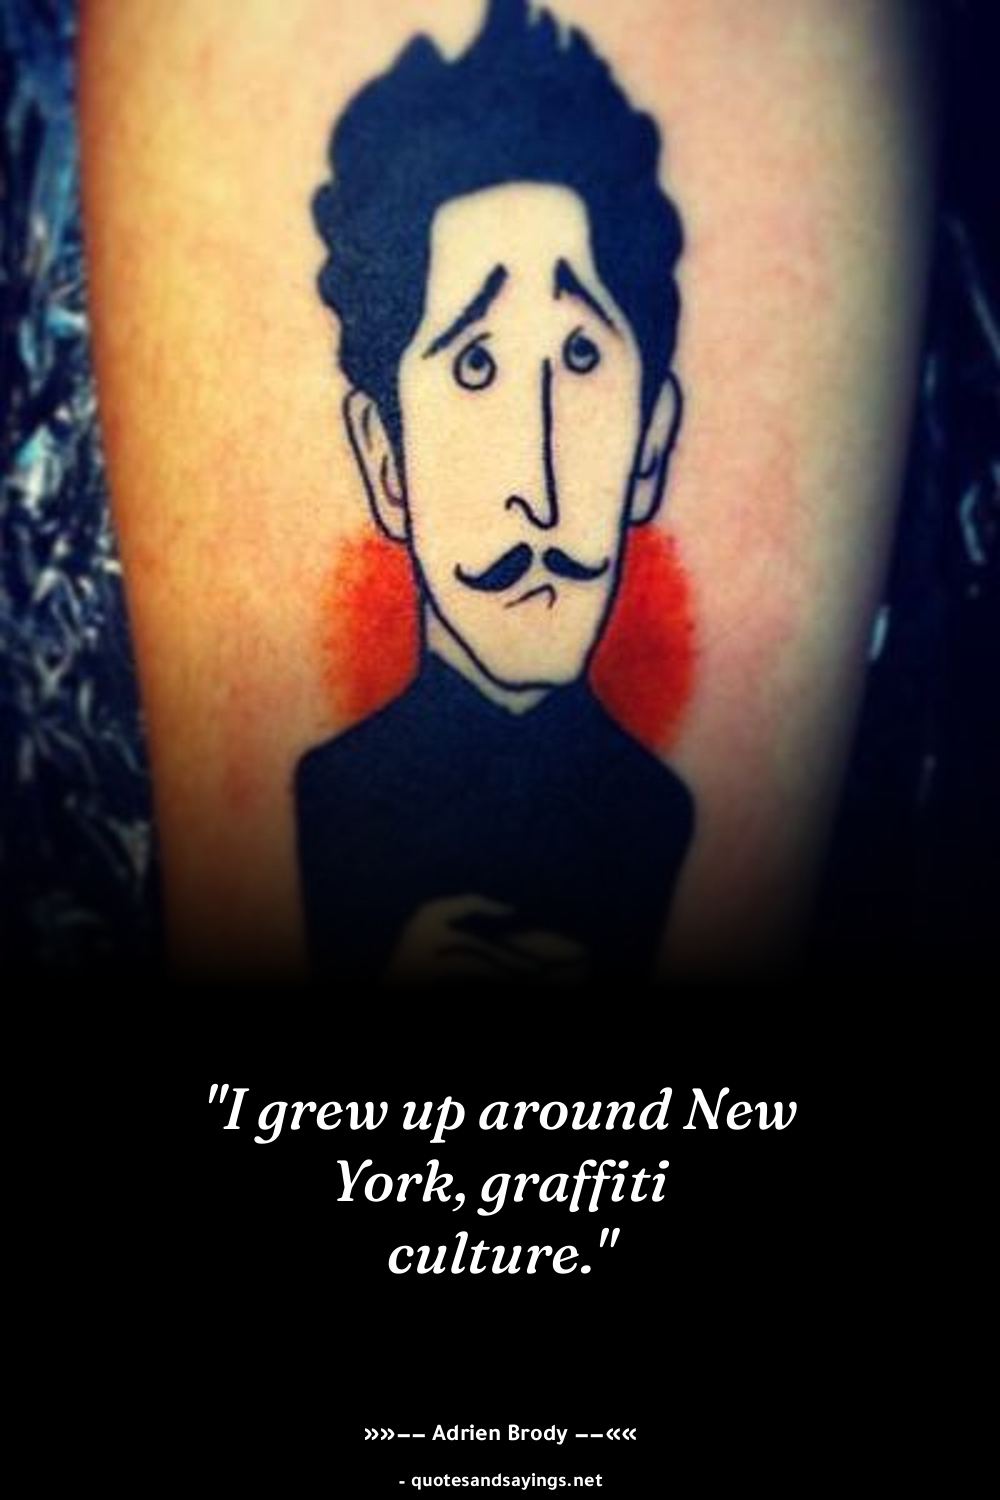 "I grew up around New
York, graffiti
culture."
»»–– Adrien Brody ––««
- quotesandsayings.net